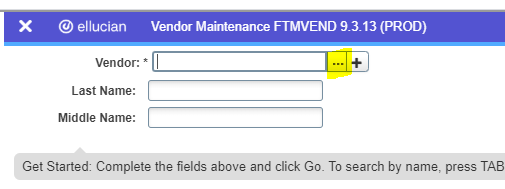 ellucian Vendor Maintenance FTMVEND 9.3.13 (PROD)
Vendor: * ... +
Last Name:
Middle Name:
Get Started: Complete the fields above and click Go. To search by name, press TAB